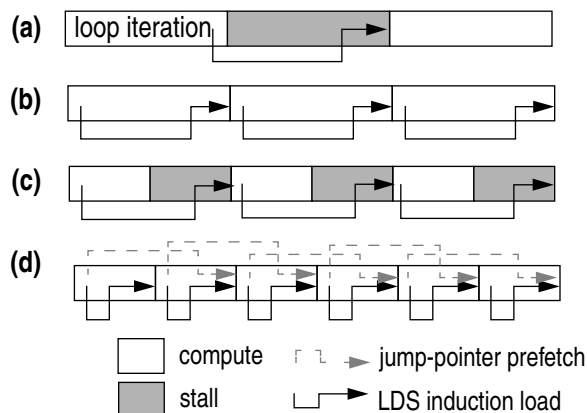 (a) loop iteration
(b)
(c)
(d)
compute jump-pointer prefetch
stall LDS induction load